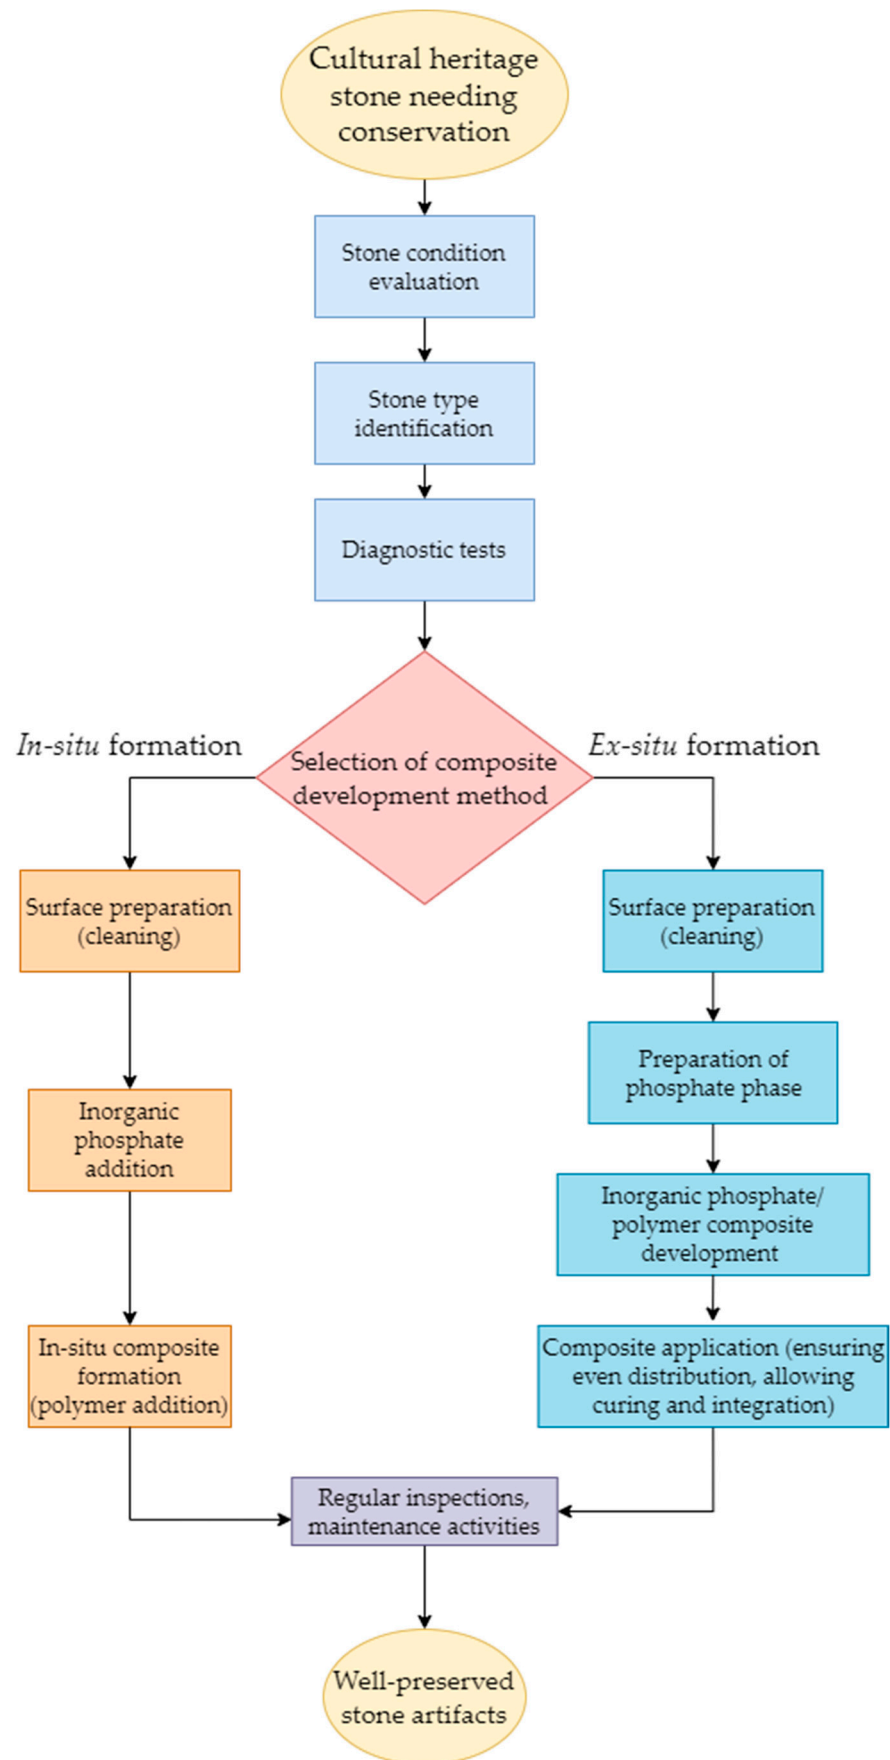 Cultural heritage
stone needing
conservation
Stone condition
evaluation
Stone type
identification
Diagnostic tests
Selection of composite
development method
In-situ formation
Surface preparation
(cleaning)
Inorganic
phosphate
addition
In-situ composite
formation
(polymer addition)
Ex-situ formation
Surface preparation
(cleaning)
Preparation of
phosphate phase
Inorganic phosphate/
polymer composite
development
Composite application (ensuring
even distribution, allowing
curing and integration)
Regular inspections,
maintenance activities
Well-preserved
stone artifacts